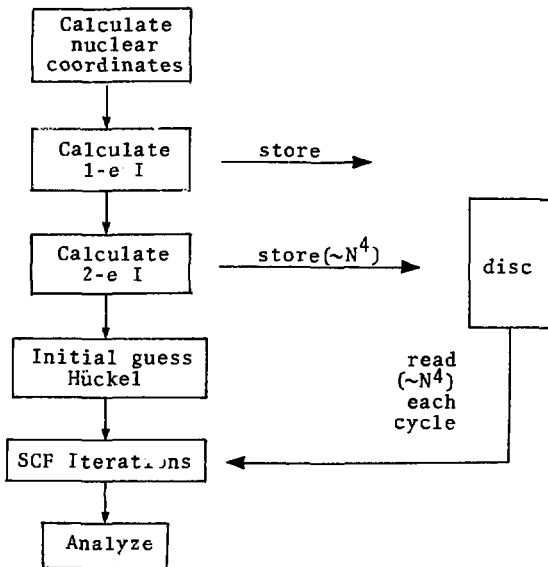 Calculate
nuclear
coordinates
Calculate
1-e I
store
Calculate
2-e I
store(~N⁴)
disc
Initial guess
Hückel
read
(~N⁴)
each
cycle
SCF
Analyze